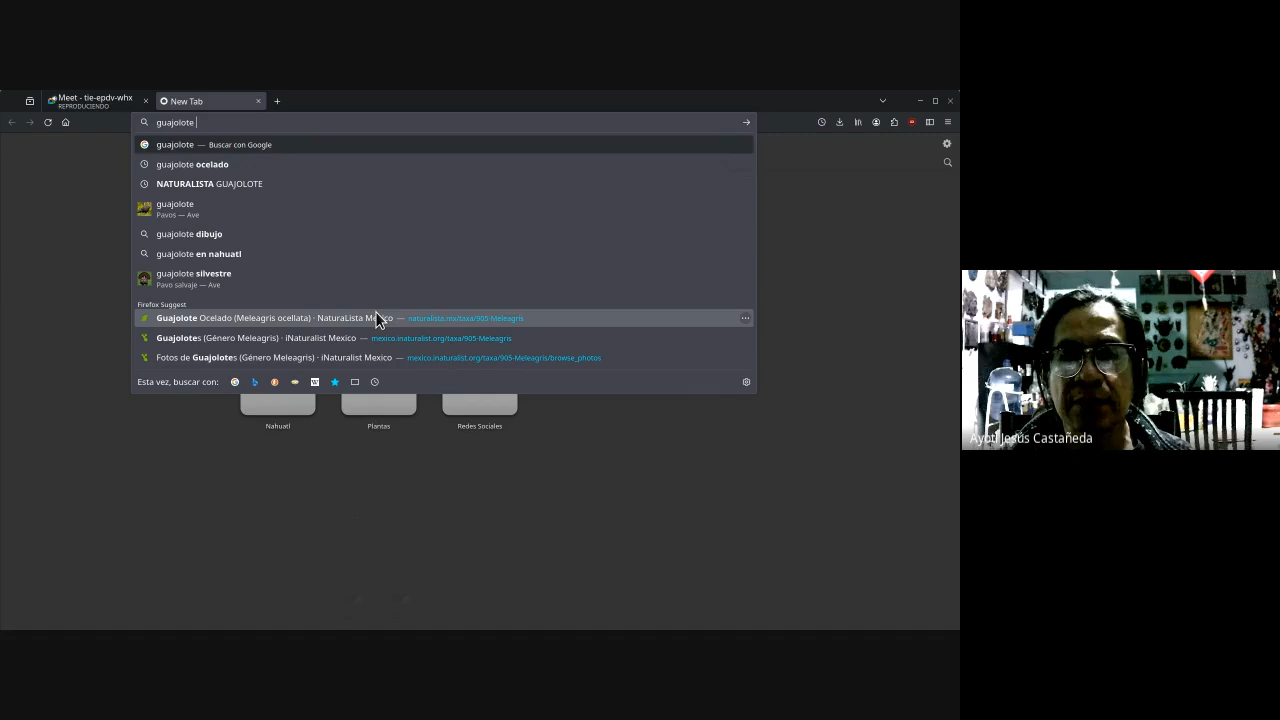 Meet - tie-epdv-whx
REPRODUCIENDO
New Tab
guajolote
guajolote — Buscar con Google
guajolote ocelado
NATURALISTA GUAJOLOTE
guajolote
Pavos — Ave
guajolote dibujo
guajolote en nahuatl
guajolote silvestre
Pavo salvaje — Ave
Firefox Suggest
Guajolote Ocelado (Meleagris ocellata) · NaturaLista — naturalista.mx/taxa/905-Meleagris
Guajolotes (Género Meleagris) · iNaturalist Mexico — mexico.inaturalist.org/taxa/905-Meleagris
Fotos de Guajolotes (Género Meleagris) · iNaturalist Mexico — mexico.inaturalist.org/taxa/905-Meleagris/browse_photos
Esta vez, buscar con:
Nahuatl
Plantas
Redes Sociales
Ayotl Jesús Castañeda